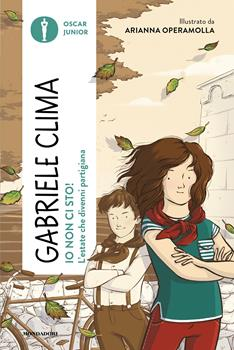 OSCAR
JUNIOR
Illustrato da
ARIANNA OPERAMOLLA
GABRIELE CLIMA
IO NON CI STO!
L'estate che divenni partigiana
MONDADORI